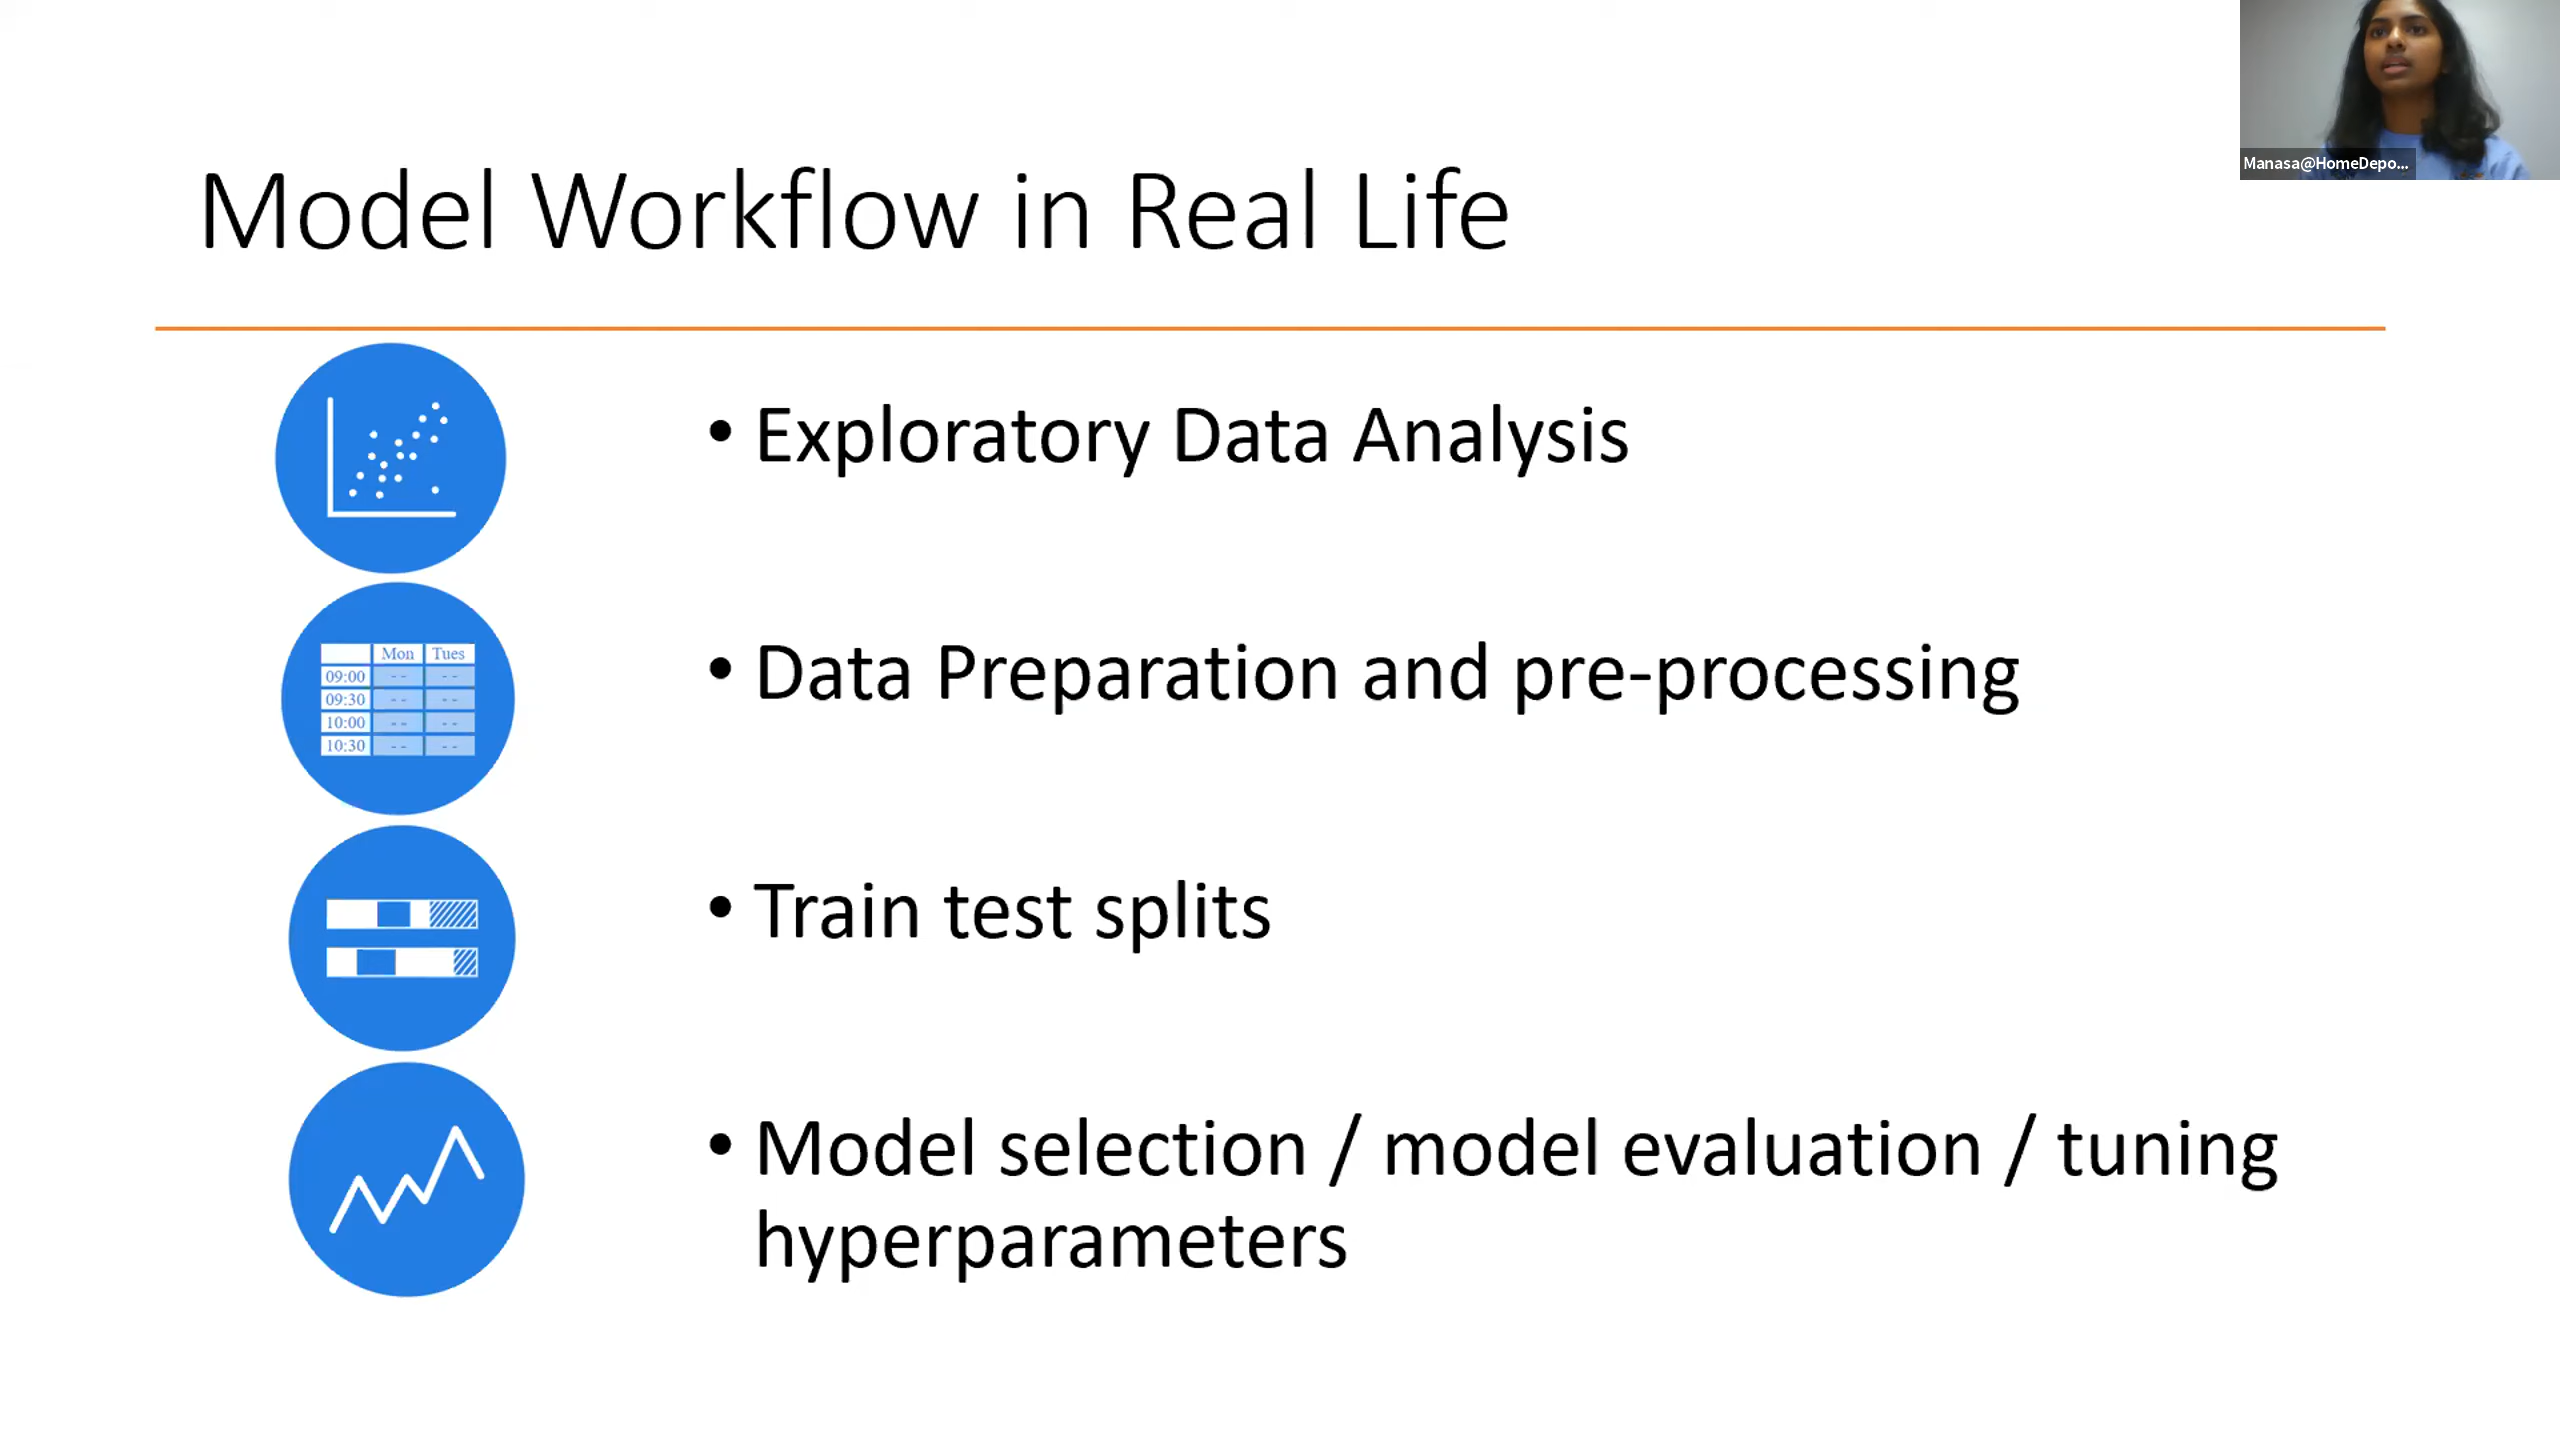 Manasa@HomeDepo...
Model Workflow in Real Life
• Exploratory Data Analysis
Mon Tues
09:00 -- --
09:30 -- --
10:00 -- --
10:30 -- --
• Data Preparation and pre-processing
• Train test splits
• Model selection / model evaluation / tuning
hyperparameters